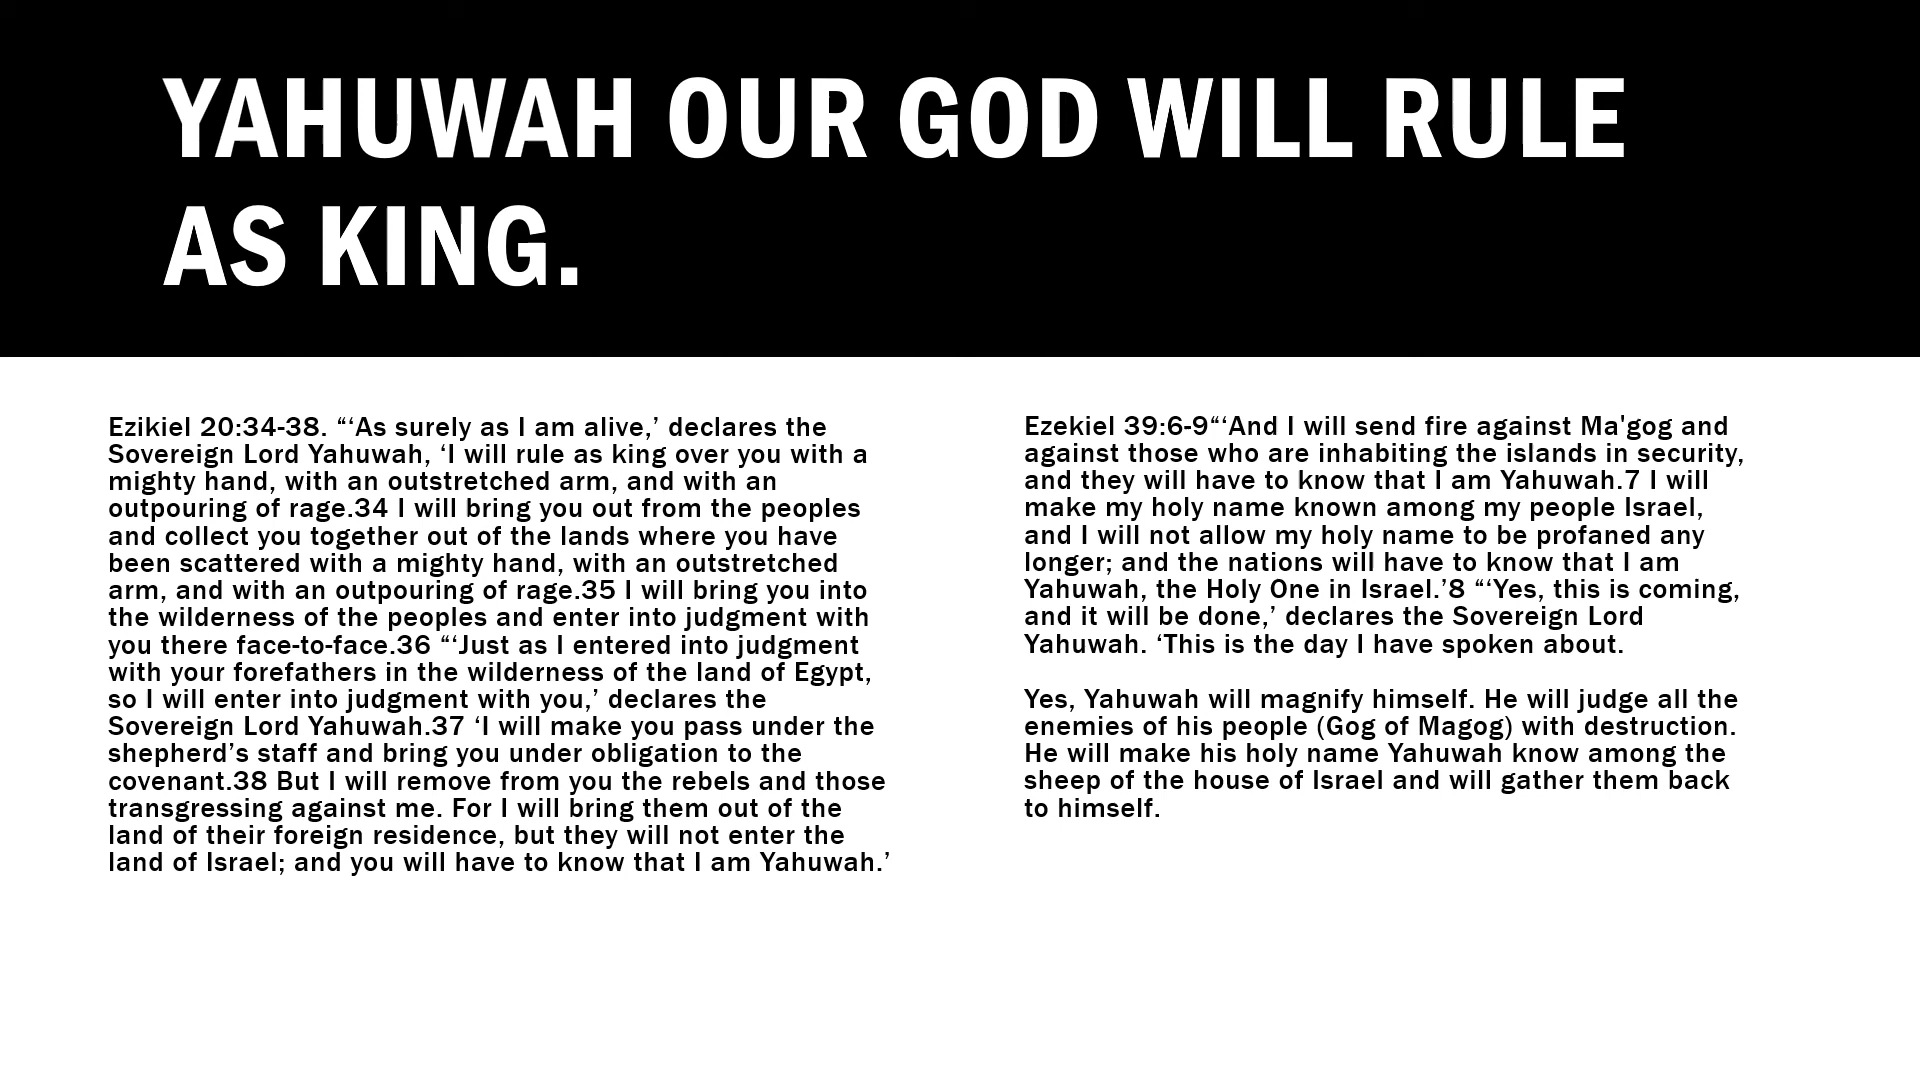 YAHUWAH OUR GOD WILL RULE
AS KING.
Ezikiel 20:34-38. “‘As surely as I am alive,’ declares the
Sovereign Lord Yahuwah, ‘I will rule as king over you with a
mighty hand, with an outstretched arm, and with an
outpouring of rage.34 I will bring you out from the peoples
and collect you together out of the lands where you have
been scattered with a mighty hand, with an outstretched
arm, and with an outpouring of rage.35 I will bring you into
the wilderness of the peoples and enter into judgment with
you there face-to-face.36 “‘Just as I entered into judgment
with your forefathers in the wilderness of the land of Egypt,
so I will enter into judgment with you,’ declares the
Sovereign Lord Yahuwah.37 ‘I will make you pass under the
shepherd’s staff and bring you under obligation to the
covenant.38 But I will remove from you the rebels and those
transgressing against me. For I will bring them out of the
land of their foreign residence, but they will not enter the
land of Israel; and you will have to know that I am Yahuwah.’
Ezekiel 39:6-9“‘And I will send fire against Ma'gog and
against those who are inhabiting the islands in security,
and they will have to know that I am Yahuwah.7 I will
make my holy name known among my people Israel,
and I will not allow my holy name to be profaned any
longer; and the nations will have to know that I am
Yahuwah, the Holy One in Israel.’8 “‘Yes, this is coming,
and it will be done,’ declares the Sovereign Lord
Yahuwah. ‘This is the day I have spoken about.
Yes, Yahuwah will magnify himself. He will judge all the
enemies of his people (Gog of Magog) with destruction.
He will make his holy name Yahuwah know among the
sheep of the house of Israel and will gather them back
to himself.